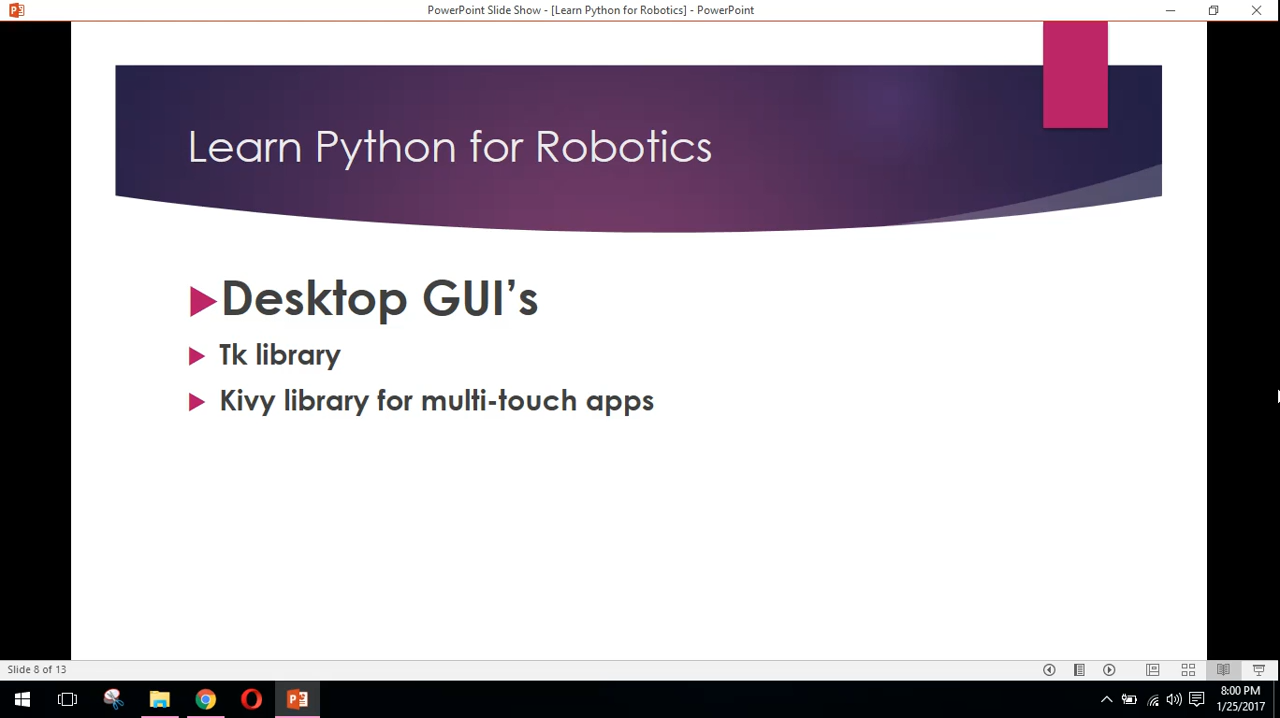 PowerPoint Slide Show - [Learn Python for Robotics] - PowerPoint
Learn Python for Robotics
Desktop GUI’s
Tk library
Kivy library for multi-touch apps
Slide 8 of 13
8:00 PM
1/25/2017